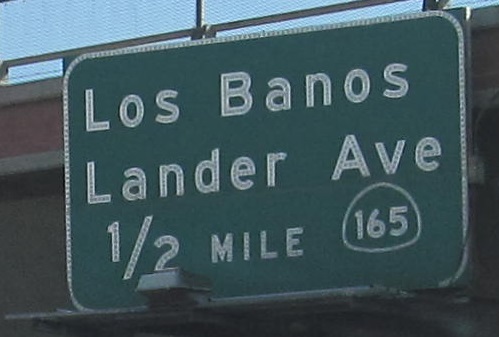 Los Banos
Lander Ave
1/2 MILE 165